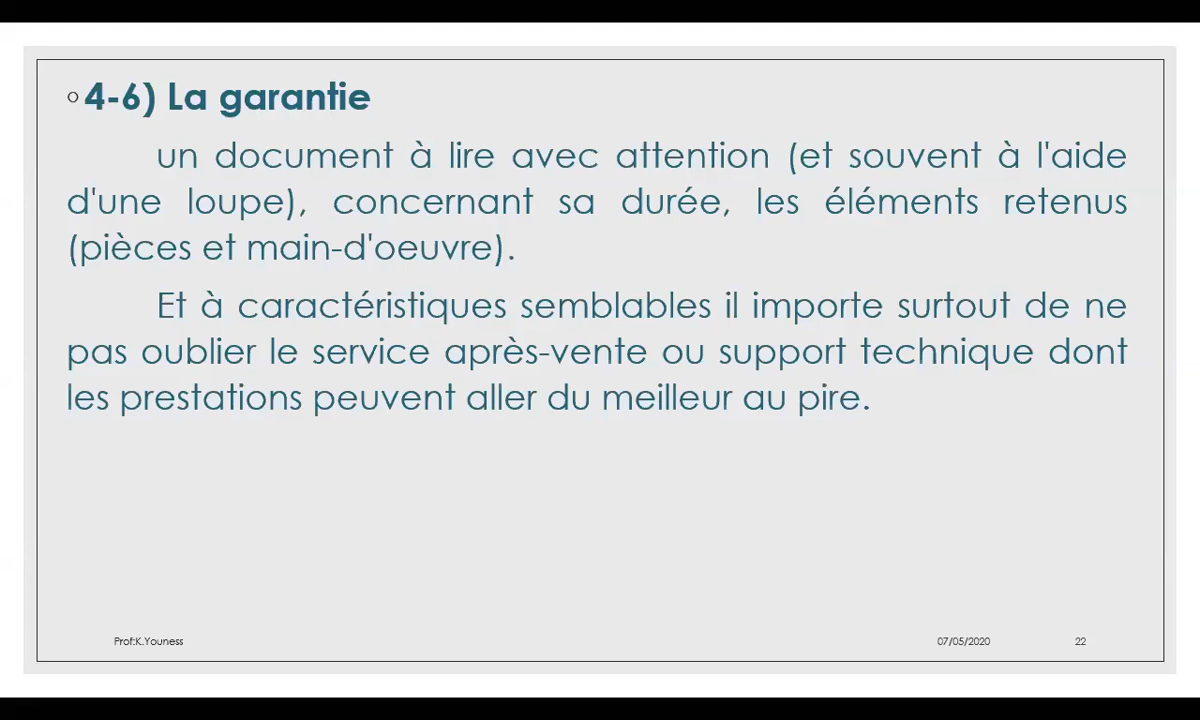 ◦4-6) La garantie
un document à lire avec attention (et souvent à l'aide
d'une loupe), concernant sa durée, les éléments retenus
(pièces et main-d'oeuvre).
Et à caractéristiques semblables il importe surtout de ne
pas oublier le service après-vente ou support technique dont
les prestations peuvent aller du meilleur au pire.
Prof:K.Youness 07/05/2020 22